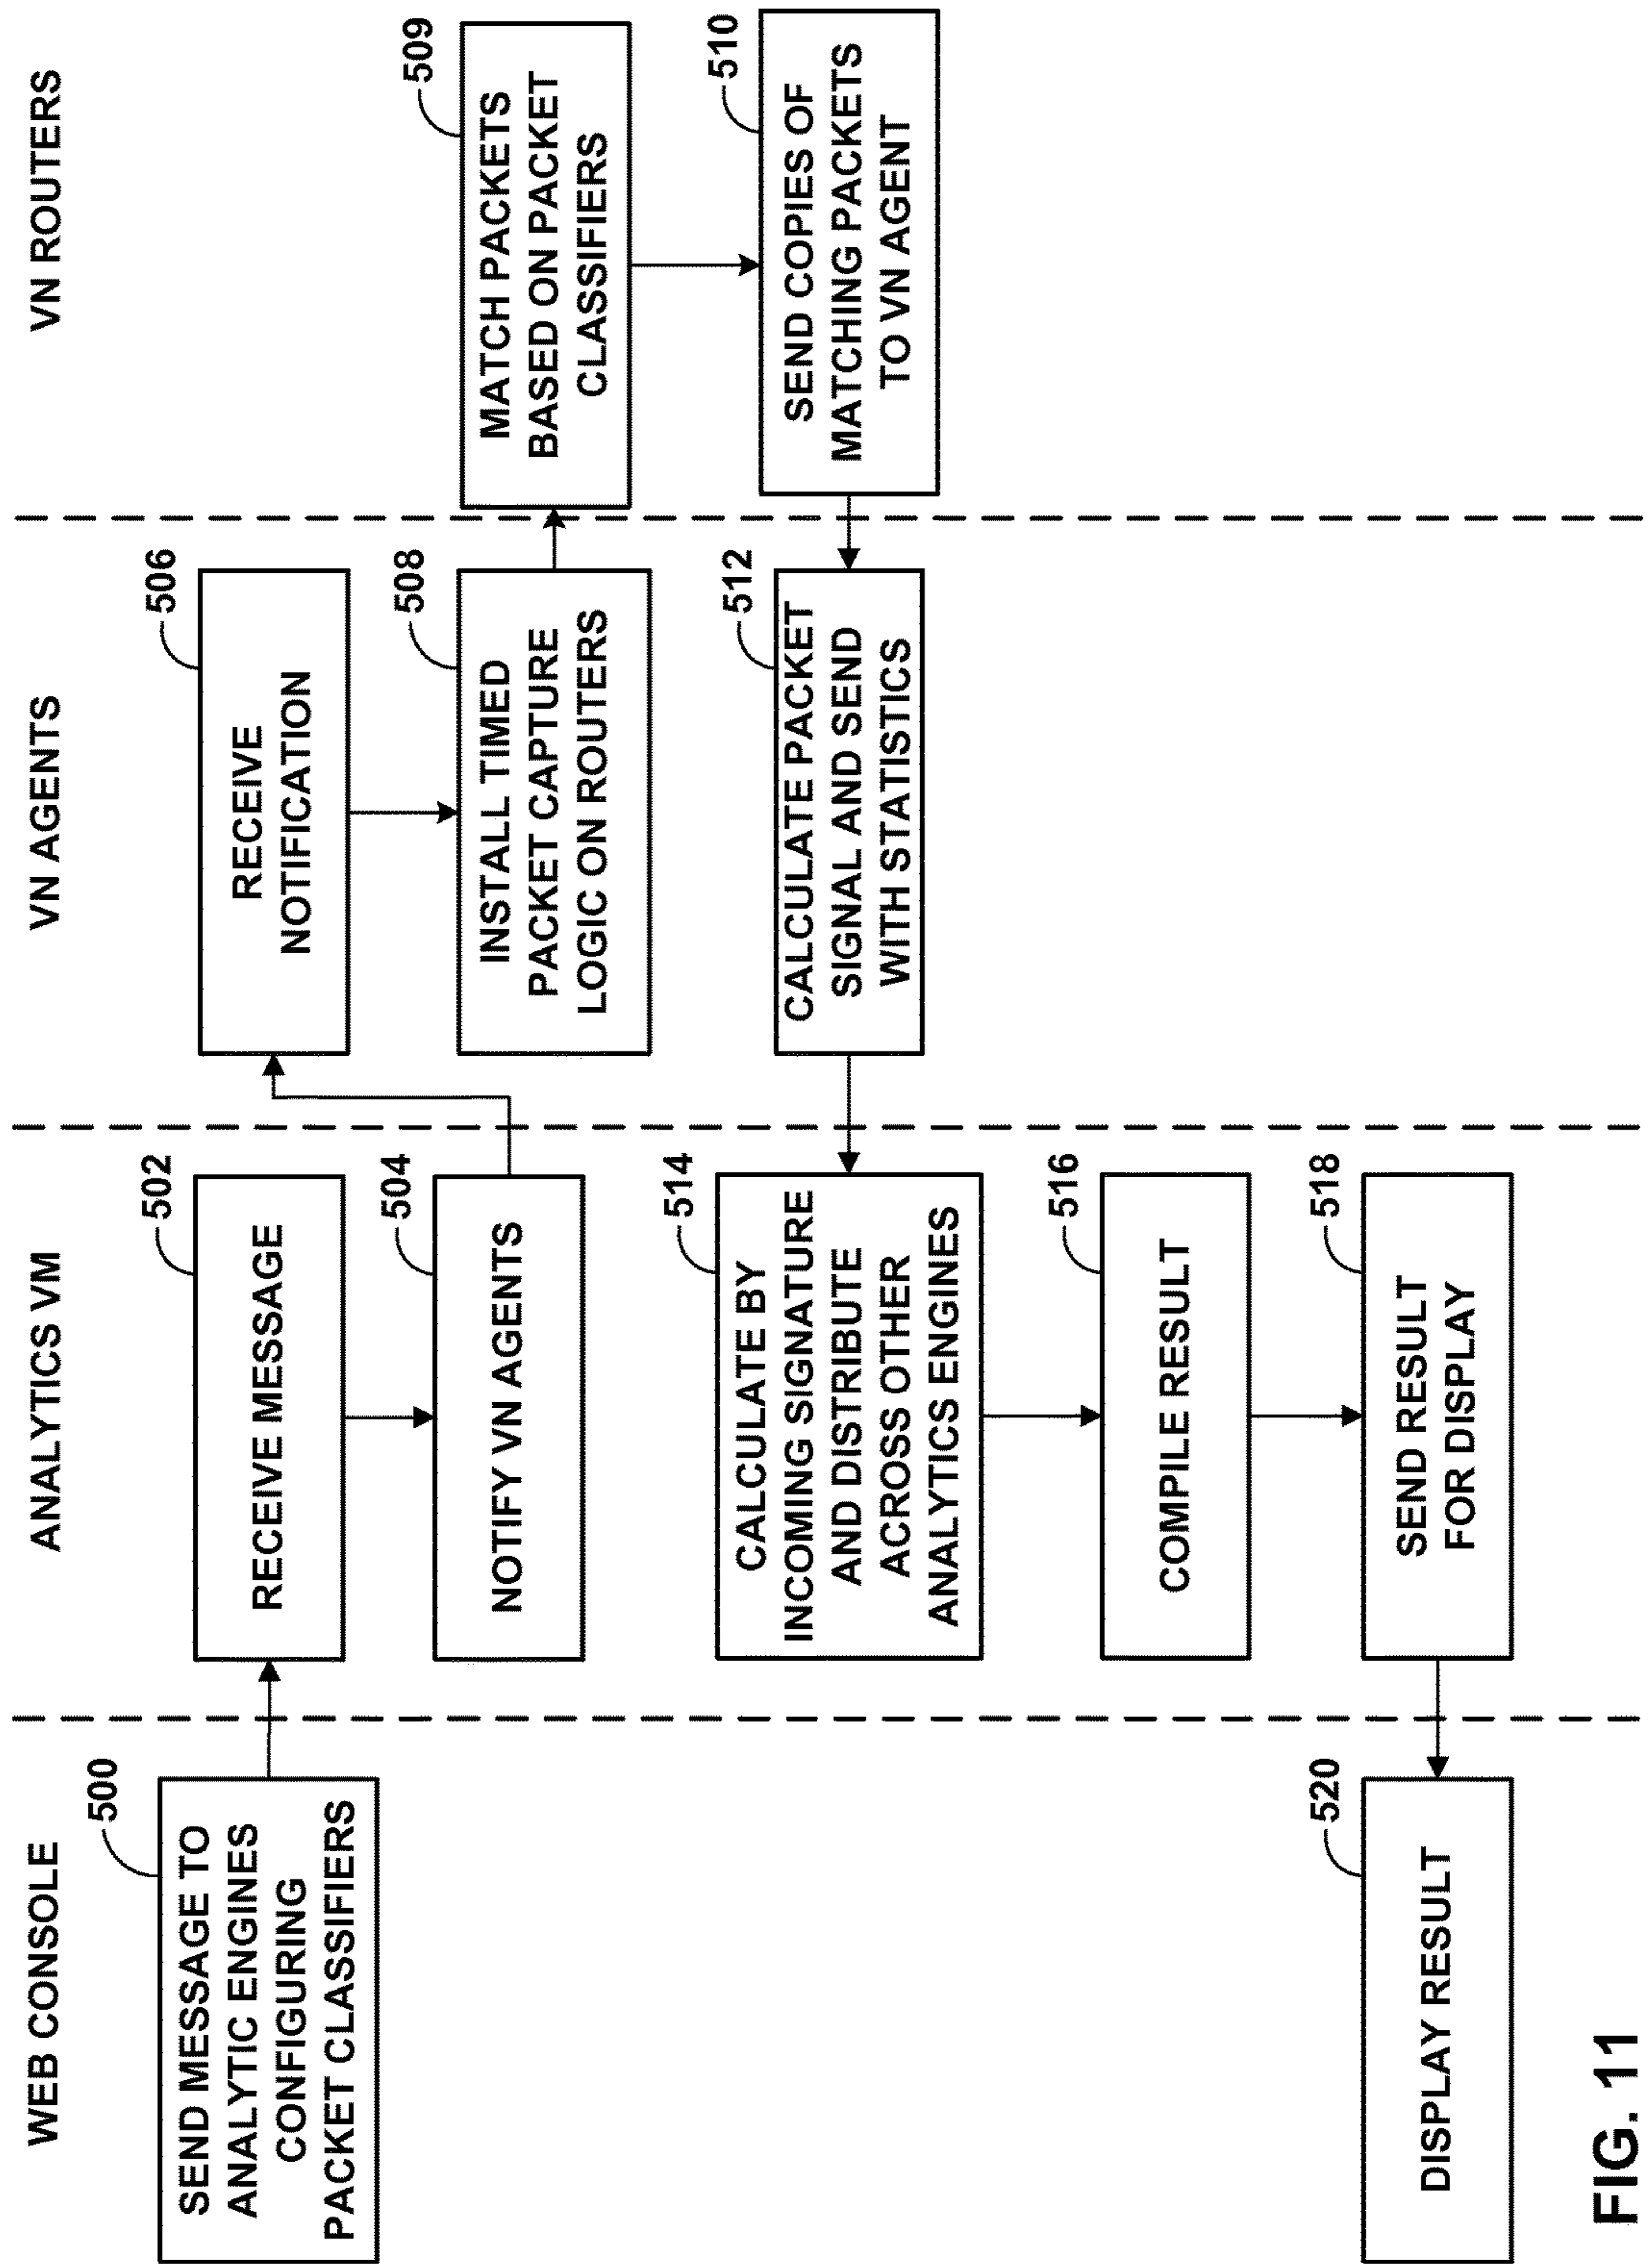 WEB CONSOLE
ANALYTICS VM
VN AGENTS
VN ROUTERS
500
SEND MESSAGE TO
ANALYTIC ENGINES
CONFIGURING
PACKET CLASSIFIERS
502
RECEIVE MESSAGE
504
NOTIFY VN AGENTS
506
RECEIVE
NOTIFICATION
508
INSTALL TIMED
PACKET CAPTURE
LOGIC ON ROUTERS
509
MATCH PACKETS
BASED ON PACKET
CLASSIFIERS
510
SEND COPIES OF
MATCHING PACKETS
TO VN AGENT
512
CALCULATE PACKET
SIGNAL AND SEND
WITH STATISTICS
514
CALCULATE BY
INCOMING SIGNATURE
AND DISTRIBUTE
ACROSS OTHER
ANALYTICS ENGINES
516
COMPILE RESULT
518
SEND RESULT
FOR DISPLAY
520
DISPLAY RESULT
FIG. 11